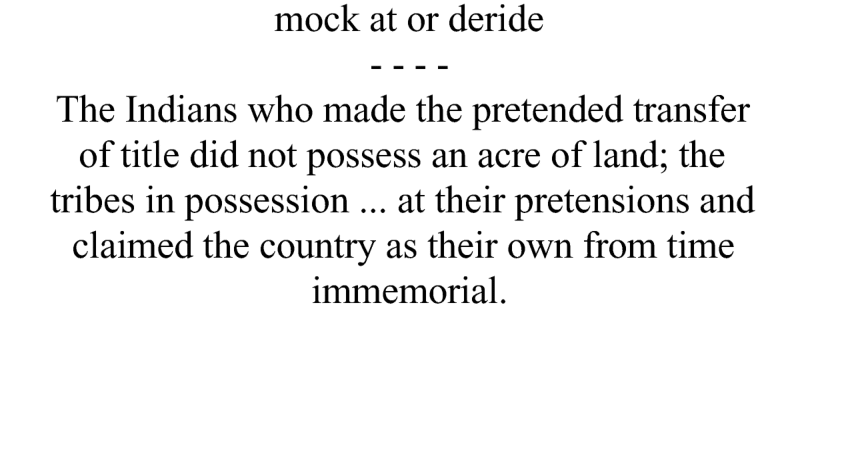 mock at or deride
- - - -
The Indians who made the pretended transfer
of title did not possess an acre of land; the
tribes in possession ... at their pretensions and
claimed the country as their own from time
immemorial.